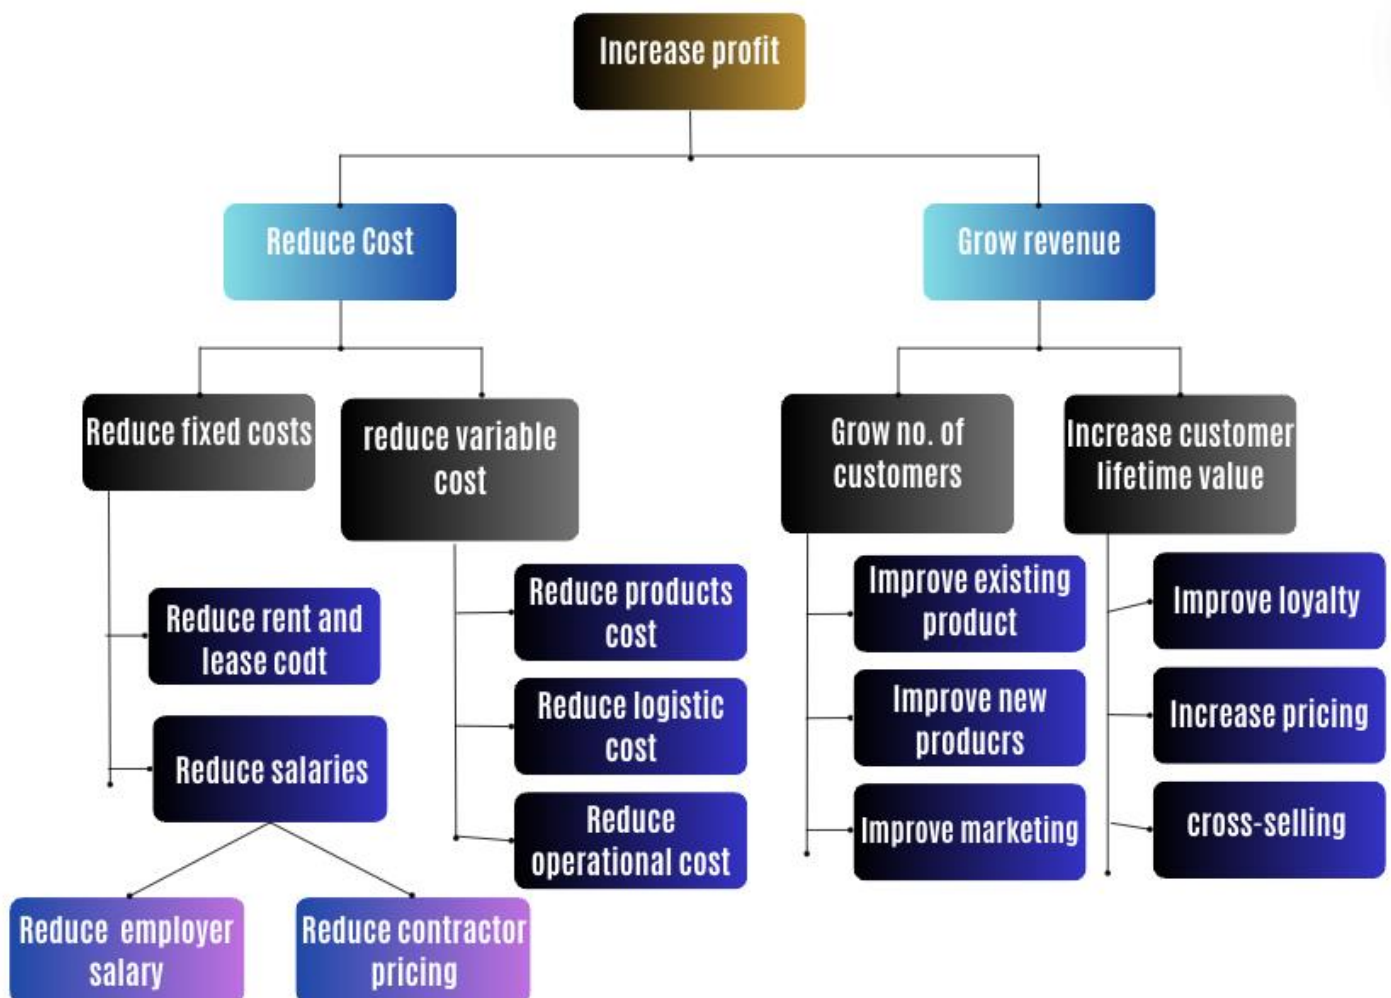 Increase profit
Reduce Cost
Grow revenue
Reduce fixed costs
reduce variable
cost
Grow no. of
customers
Increase customer
lifetime value
Reduce rent and
lease codt
Reduce salaries
Reduce employer
salary
Reduce contractor
pricing
Reduce products
cost
Reduce logistic
cost
Reduce
operational cost
Improve existing
product
Improve new
producrs
Improve marketing
Improve loyalty
Increase pricing
cross-selling